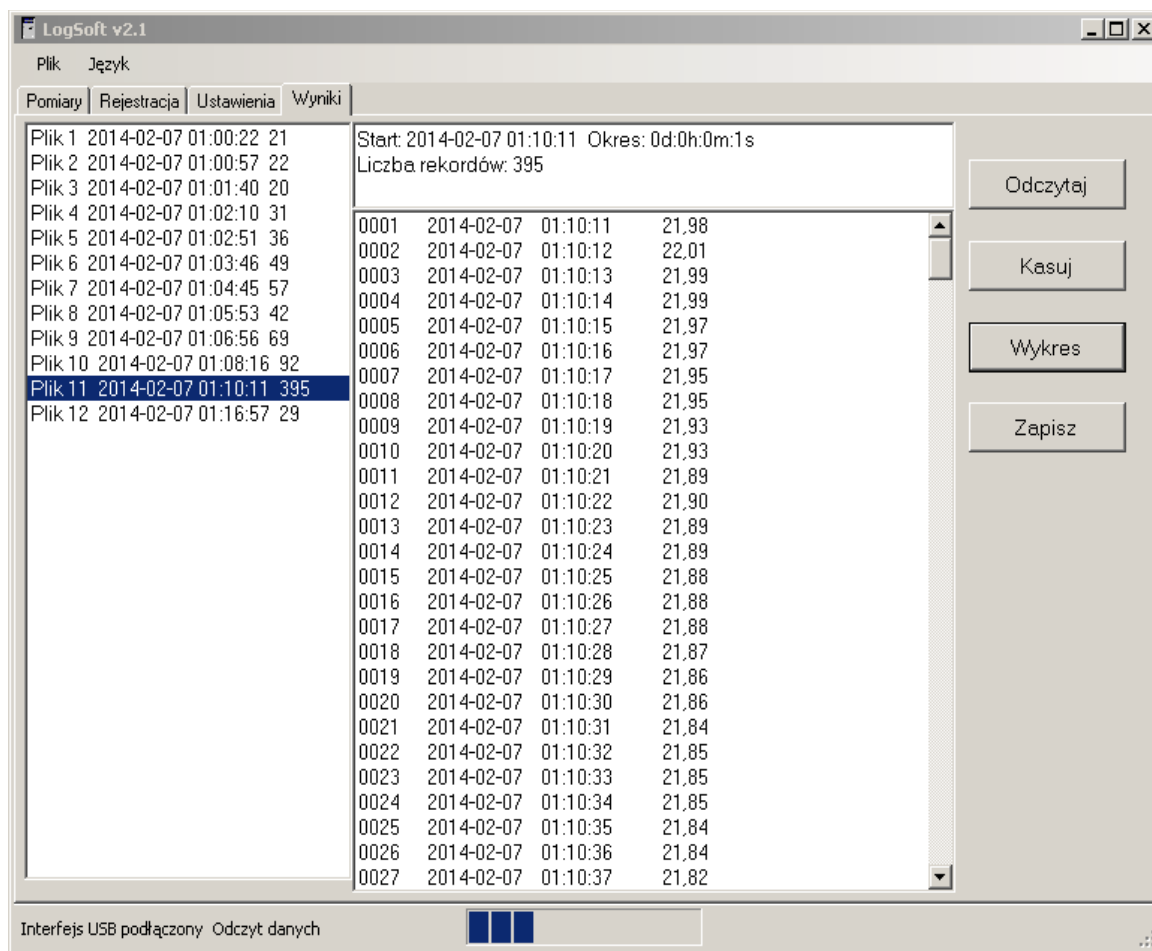 LogSoft v2.1
Plik Język
Pomiary Rejestracja Ustawienia Wyniki
Plik 1 2014-02-07 01:00:22 21
Plik 2 2014-02-07 01:00:57 22
Plik 3 2014-02-07 01:01:40 20
Plik 4 2014-02-07 01:02:10 31
Plik 5 2014-02-07 01:02:51 36
Plik 6 2014-02-07 01:03:46 49
Plik 7 2014-02-07 01:04:45 57
Plik 8 2014-02-07 01:05:53 42
Plik 9 2014-02-07 01:06:56 69
Plik 10 2014-02-07 01:08:16 92
Plik 11 2014-02-07 01:10:11 395
Plik 12 2014-02-07 01:16:57 29
Start: 2014-02-07 01:10:11 Okres: 0d:0h:0m:1s
Liczba rekordów: 395
0001 2014-02-07 01:10:11 21,98
0002 2014-02-07 01:10:12 22,01
0003 2014-02-07 01:10:13 21,99
0004 2014-02-07 01:10:14 21,99
0005 2014-02-07 01:10:15 21,97
0006 2014-02-07 01:10:16 21,97
0007 2014-02-07 01:10:17 21,95
0008 2014-02-07 01:10:18 21,95
0009 2014-02-07 01:10:19 21,93
0010 2014-02-07 01:10:20 21,93
0011 2014-02-07 01:10:21 21,89
0012 2014-02-07 01:10:22 21,90
0013 2014-02-07 01:10:23 21,89
0014 2014-02-07 01:10:24 21,89
0015 2014-02-07 01:10:25 21,88
0016 2014-02-07 01:10:26 21,88
0017 2014-02-07 01:10:27 21,88
0018 2014-02-07 01:10:28 21,87
0019 2014-02-07 01:10:29 21,86
0020 2014-02-07 01:10:30 21,86
0021 2014-02-07 01:10:31 21,84
0022 2014-02-07 01:10:32 21,85
0023 2014-02-07 01:10:33 21,85
0024 2014-02-07 01:10:34 21,85
0025 2014-02-07 01:10:35 21,84
0026 2014-02-07 01:10:36 21,84
0027 2014-02-07 01:10:37 21,82
Odczytaj
Kasuj
Wykres
Zapisz
Interfejs USB podłączony Odczyt danych